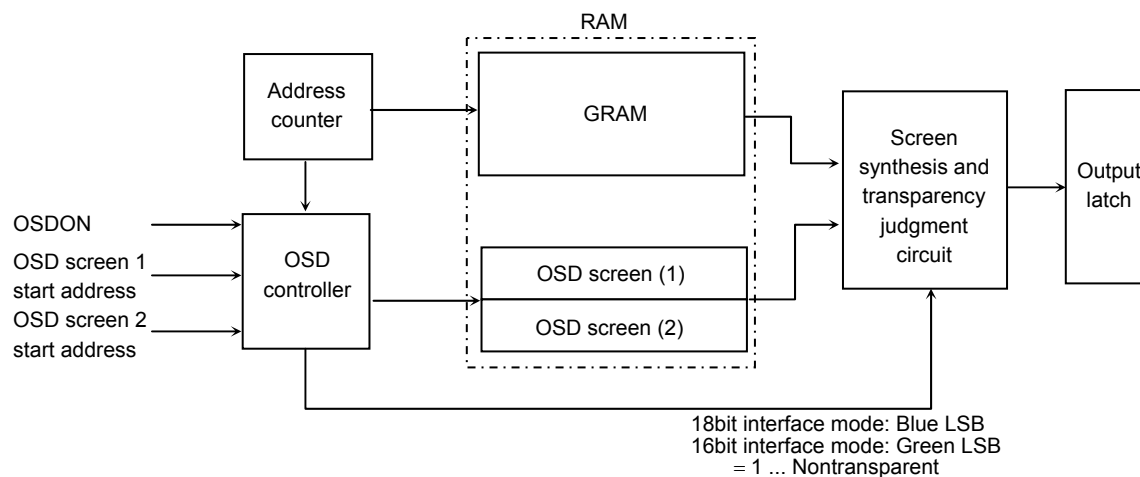 RAM
Address
counter
GRAM
Screen
synthesis and
transparency
judgment
circuit
Output
latch
OSDON
OSD screen 1
start address
OSD screen 2
start address
OSD
controller
OSD screen (1)
OSD screen (2)
18bit interface mode: Blue LSB
16bit interface mode: Green LSB
= 1 ... Nontransparent